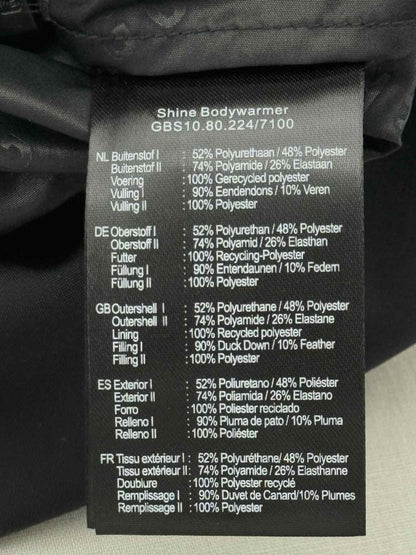 Shine Bodywarmer
GBS10.80.224/7100
NL Buitenstof I : 52% Polyurethaan / 48% Polyester
Buitenstof II : 74% Polyamide / 26% Elastaan
Voering : 100% Gerecycled polyester
Vulling I : 90% Eendendons / 10% Veren
Vulling II : 100% Polyester
DE Oberstoff I : 52% Polyurethan / 48% Polyester
Oberstoff II : 74% Polyamid / 26% Elasthan
Futter : 100% Recycling-Polyester
Füllung I : 90% Entendaunen / 10% Federn
Füllung II : 100% Polyester
GB Outershell I : 52% Polyurethane / 48% Polyester
Outershell II : 74% Polyamide / 26% Elastane
Lining : 100% Recycled polyester
Filling I : 90% Duck Down / 10% Feather
Filling II : 100% Polyester
ES Exterior I : 52% Poliuretano / 48% Poliéster
Exterior II : 74% Poliamida / 26% Elastano
Forro : 100% Poliester reciclado
Relleno I : 90% Pluma de pato / 10% Pluma
Relleno II : 100% Poliéster
FR Tissu extérieur I : 52% Polyuréthane / 48% Polyester
Tissu extérieur II : 74% Polyamide / 26% Elasthanne
Doubiure : 100% Polyester recyclé
Remplissage I : 90% Duvet de Canard/10% Plumes
Remplissage II : 100% Polyester